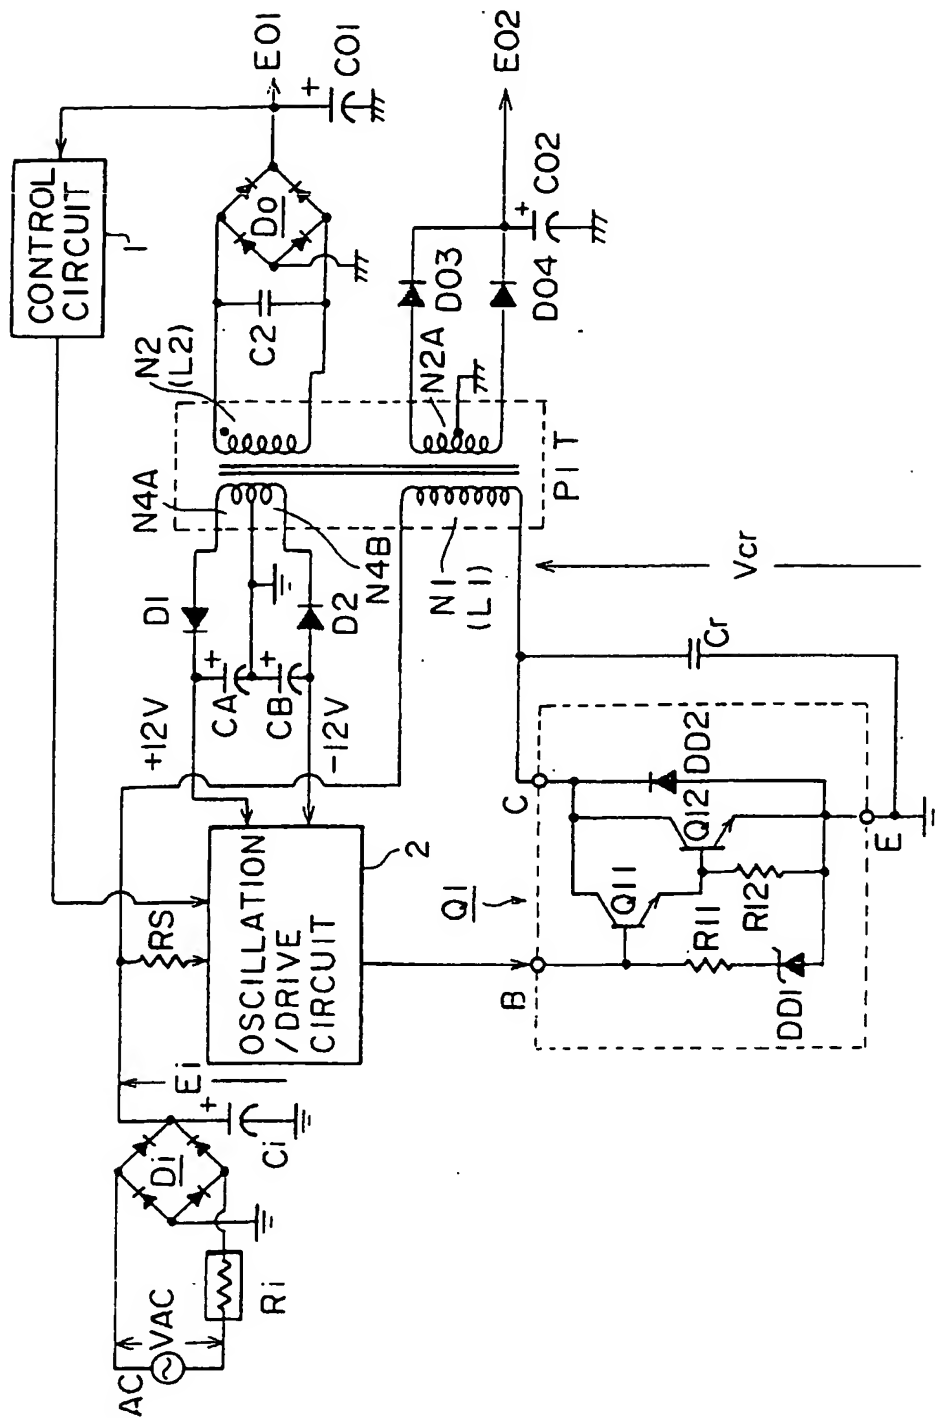 AC
VAC
Ri
Di
+
Ci
Ei
RS
OSCILLATION
/DRIVE
CIRCUIT
2
+12V
-12V
D1
D2
CA
+
CB
+
N4A
N4B
N1
(L1)
PIT
N2
(L2)
N2A
C2
DO
CONTROL
CIRCUIT
1
EO1
+
CO1
DO3
DO4
EO2
+
CO2
Vcr
Cr
Q1
B
C
E
Q11
Q12
R11
R12
DD1
DD2